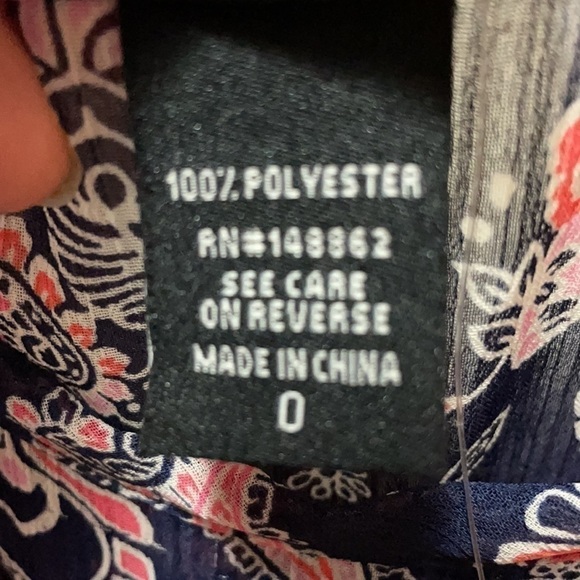 100% POLYESTER
RN#148862
SEE CARE
ON REVERSE
MADE IN CHINA
0